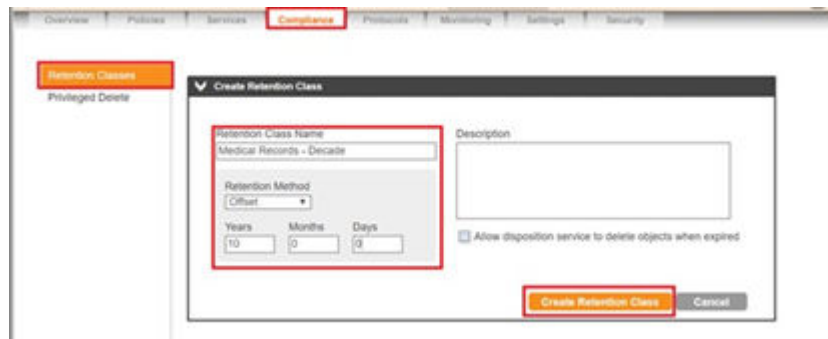 Overview Policies Services Compliance Protocols Monitoring Settings Security
Retention Classes
Privileged Delete
Create Retention Class
Retention Class Name
Medical Records - Decade
Description
Retention Method
Offset
Years Months Days
10 0 0
Allow disposition service to delete objects when expired
Create Retention Class Cancel